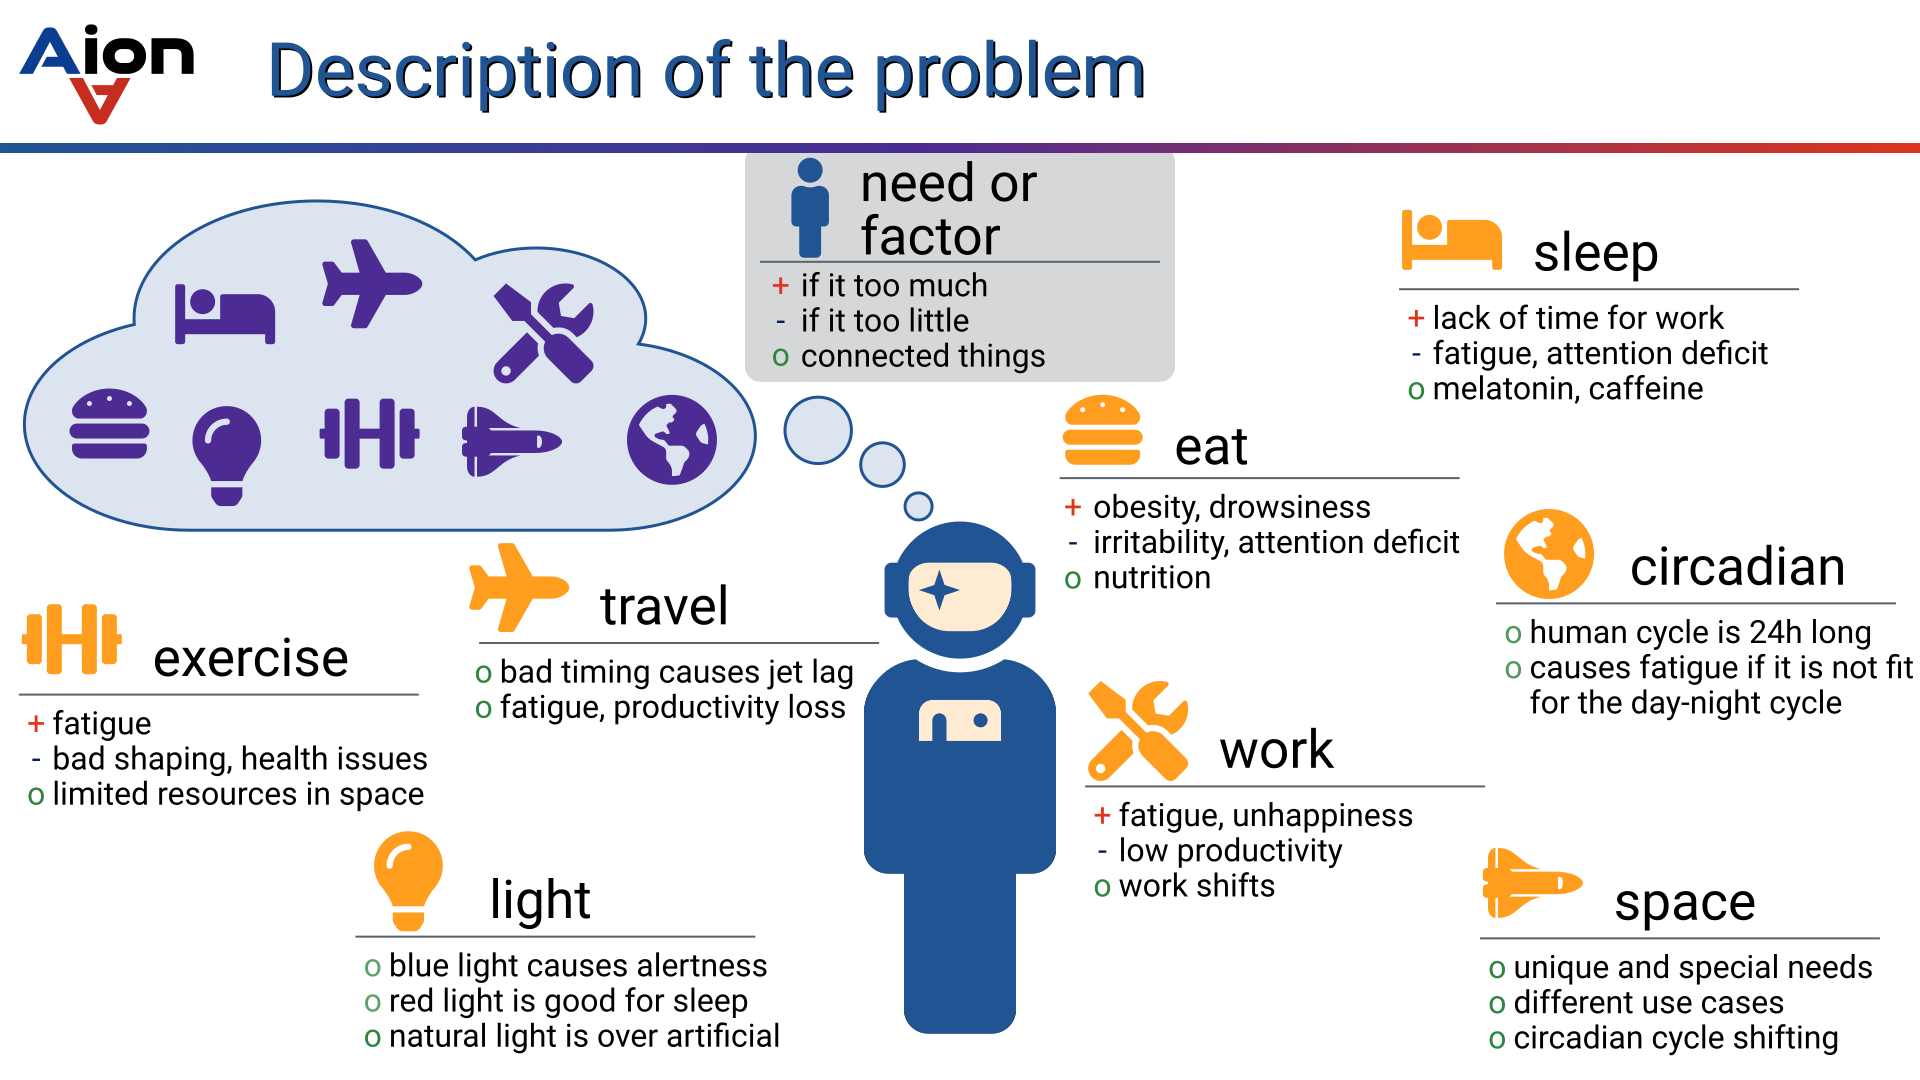 Aion
A
Description of the problem
need or
factor
+ if it too much
- if it too little
o connected things
sleep
+ lack of time for work
- fatigue, attention deficit
o melatonin, caffeine
eat
+ obesity, drowsiness
- irritability, attention deficit
o nutrition
circadian
o human cycle is 24h long
o causes fatigue if it is not fit
for the day-night cycle
travel
o bad timing causes jet lag
o fatigue, productivity loss
exercise
+ fatigue
- bad shaping, health issues
o limited resources in space
work
+ fatigue, unhappiness
- low productivity
o work shifts
light
o blue light causes alertness
o red light is good for sleep
o natural light is over artificial
space
o unique and special needs
o different use cases
o circadian cycle shifting